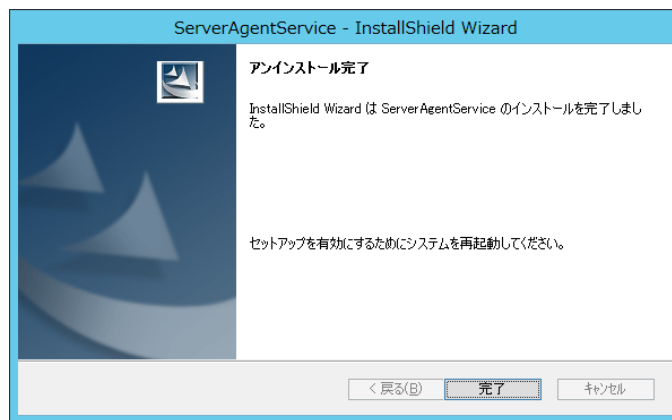 ServerAgentService - InstallShield Wizard
アンインストール完了
InstallShield Wizard は ServerAgentService のインストールを完了しまし
た。
セットアップを有効にするためにシステムを再起動してください。
< 戻る(B)
完了
キャンセル